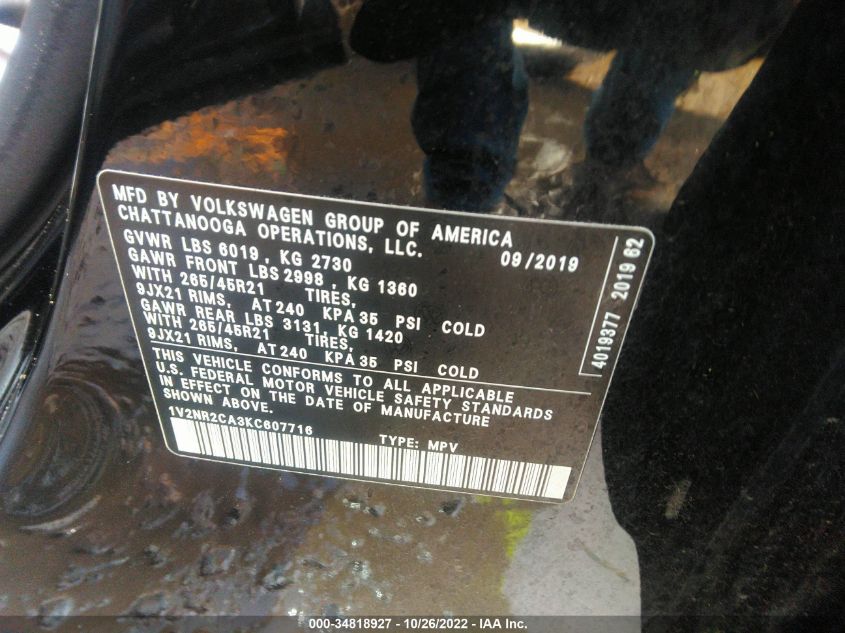 MFD BY VOLKSWAGEN GROUP OF AMERICA
CHATTANOOGA OPERATIONS, LLC.
09/2019
GVWR LBS 6019 , KG 2730
GAWR FRONT LBS 2998 , KG 1360
WITH 265/45R21 TIRES,
9JX21 RIMS, AT 240 KPA 35 PSI COLD
GAWR REAR LBS 3131, KG 1420
WITH 265/45R21 TIRES,
9JX21 RIMS, AT 240 KPA 35 PSI COLD
THIS VEHICLE CONFORMS TO ALL APPLICABLE
U.S. FEDERAL MOTOR VEHICLE SAFETY STANDARDS
IN EFFECT ON THE DATE OF MANUFACTURE
SHOWN ABOVE.
1V2NR2CA3KC607716
TYPE: MPV
4019377 2019 62
000-34818927 - 10/26/2022 - IAA Inc.